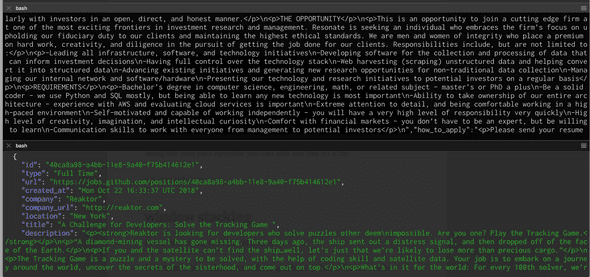 bash
larly with investors in an open, direct, and honest manner.</p>\n<p>THE OPPORTUNITY</p>\n<p>This is an opportunity to join a cutting edge firm a
t one of the most exciting frontiers in investment research and management. Resonate is seeking an individual who embraces the firm's focus on u
pholding our fiduciary duty to our clients and maintaining the highest ethical standards. We are men and women of integrity who place a premium
on hard work, creativity, and diligence in the pursuit of getting the job done for our clients. Responsibilities include, but are not limited to
:</p>\n<p>-Leading all infrastructure, software, and technology initiatives\n-Developing software for the collection and processing of data that
can inform investment decisions\n-Having full control over the technology stack\n-Web harvesting (scraping) unstructured data and helping conve
rt it into structured data\n-Advancing existing initiatives and generating new research opportunities for non-traditional data collection\n-Mana
ging our internal network and software/hardware\n-Presenting our technology and research initiatives to potential investors on a regular basis</
p>\n<p>REQUIREMENTS</p>\n<p>-Bachelor's degree in computer science, engineering, math, or related subject - master's or PhD a plus\n-Be a solid
coder - we use Python and SQL mostly, but being able to learn any new technology is most important\n-Ability to take ownership of our entire arc
hitecture - experience with AWS and evaluating cloud services is important\n-Extreme attention to detail, and being comfortable working in a hig
h-paced environment\n-Self-motivated and capable of working independently - you will have a very high level of responsibility very quickly\n-Hig
h level of creativity, imagination, and intellectual curiosity\n-Comfort with financial markets - you don't have to be an expert, but be willing
to learn\n-Communication skills to work with everyone from management to potential investors</p>\n","how_to_apply":"<p>Please send your resume
bash
{
"id": "40ca8a98-a4bb-11e8-9a40-f75b414612e1",
"type": "Full Time",
"url": "https://jobs.github.com/positions/40ca8a98-a4bb-11e8-9a40-f75b414612e1",
"created_at": "Mon Oct 22 16:33:37 UTC 2018",
"company": "Reaktor",
"company_url": "http://reaktor.com",
"location": "New York",
"title": "A Challenge for Developers: Solve the Tracking Game ",
"description": "<p><strong>Reaktor is looking for developers who solve puzzles other deem\nimpossible. Are you one? Play the Tracking Game.<
/strong></p>\n<p>"A diamond-mining vessel has gone missing. Three days ago, the ship sent out a distress signal, and then dropped off of the fac
e of the Earth.</p>\n<p>If you and the satellite can't find the ship…well, let's just that we're likely to lose more than precious cargo."</p>\n
<p>The Tracking Game is a puzzle and a mystery to be solved, with the help of coding skill and satellite data. Your job is to embark on a journe
y around the world, uncover the secrets of the sisterhood, and come out on top.</p>\n<p>What's in it for the world: For every 100th solver, we'r